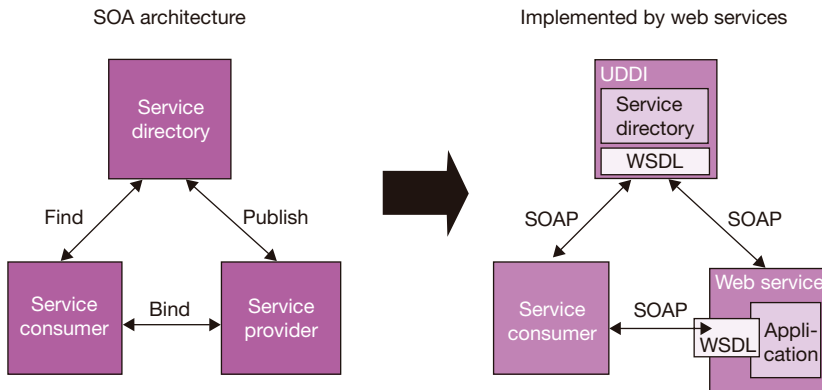 SOA architecture
Implemented by web services
Service
directory
Find
Publish
Service
consumer
Bind
Service
provider
UDDI
Service
directory
WSDL
SOAP
SOAP
Service
consumer
SOAP
Web service
WSDL
Appli-
cation